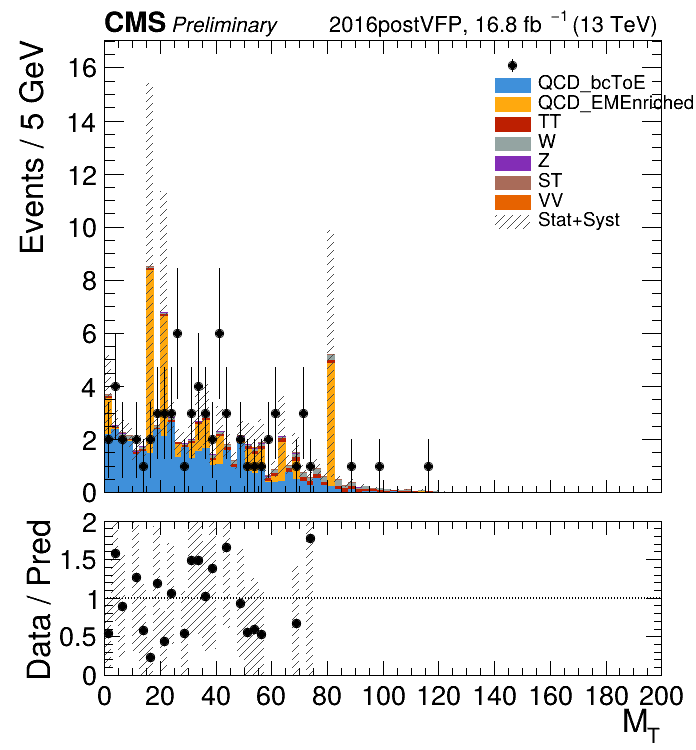 CMS Preliminary 2016postVFP, 16.8 fb⁻¹ (13 TeV)
Events / 5 GeV
16
14
12
10
8
6
4
2
0
QCD_bcToE
QCD_EMEnriched
TT
W
Z
ST
VV
Stat+Syst
Data / Pred
2
1.5
1
0.5
0
0 20 40 60 80 100 120 140 160 180 200
M_T